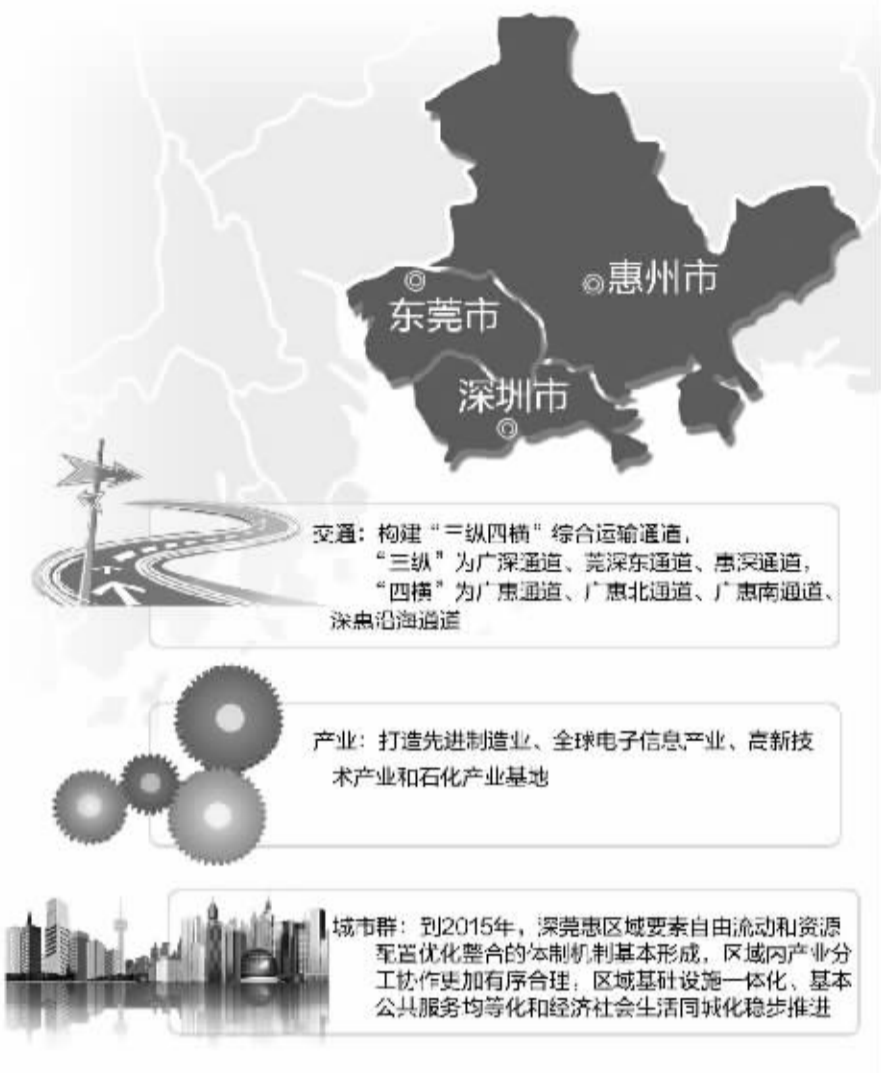 惠州市
东莞市
深圳市
交通：构建“三纵四横”综合运输通道，
“三纵”为广深通道、莞深东通道、惠深通道，
“四横”为广惠通道、广惠北通道、广惠南通道、
深惠沿海通道
产业：打造先进制造业、全球电子信息产业、高新技
术产业和石化产业基地
城市群：到2015年，深莞惠区域要素自由流动和资源
配置优化整合的体制机制基本形成，区域内产业分
工协作更加有序合理；区域基础设施一体化、基本
公共服务均等化和经济社会生活同城化稳步推进